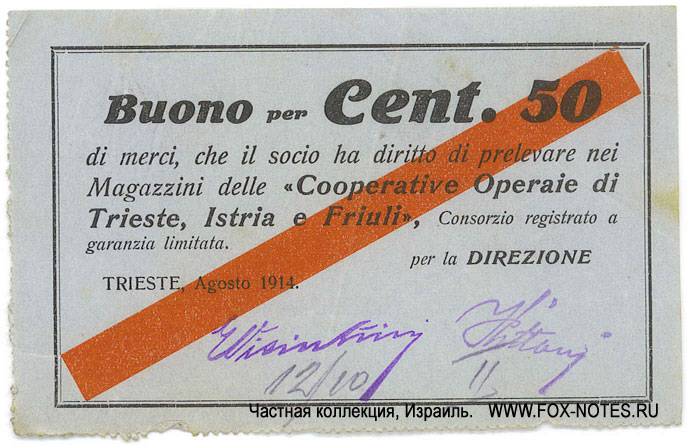 Buono per Cent. 50
di merci, che il socio ha diritto di prelevare nei
Magazzini delle «Cooperative Operaie di
Trieste, Istria e Friuli», Consorzio registrato a
garanzia limitata.
per la DIREZIONE
TRIESTE, Agosto 1914.
12/10 11
Частная коллекция, Израиль. WWW.FOX-NOTES.RU